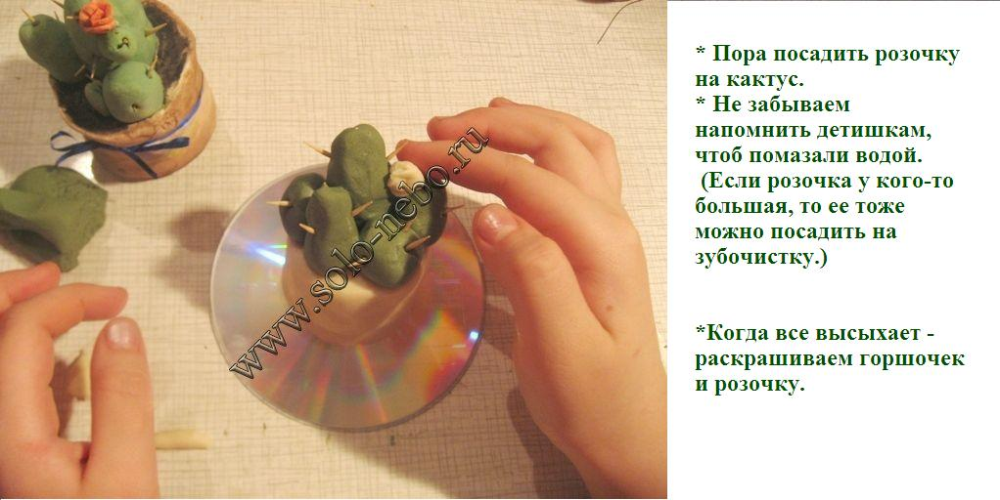 * Пора посадить розочку
на кактус.
* Не забываем
напомнить детишкам,
чтоб помазали водой.
(Если розочка у кого-то
большая, то ее тоже
можно посадить на
зубочистку.)
*Когда все высыхает -
раскрашиваем горшочек
и розочку.
www.solo-nebo.ru